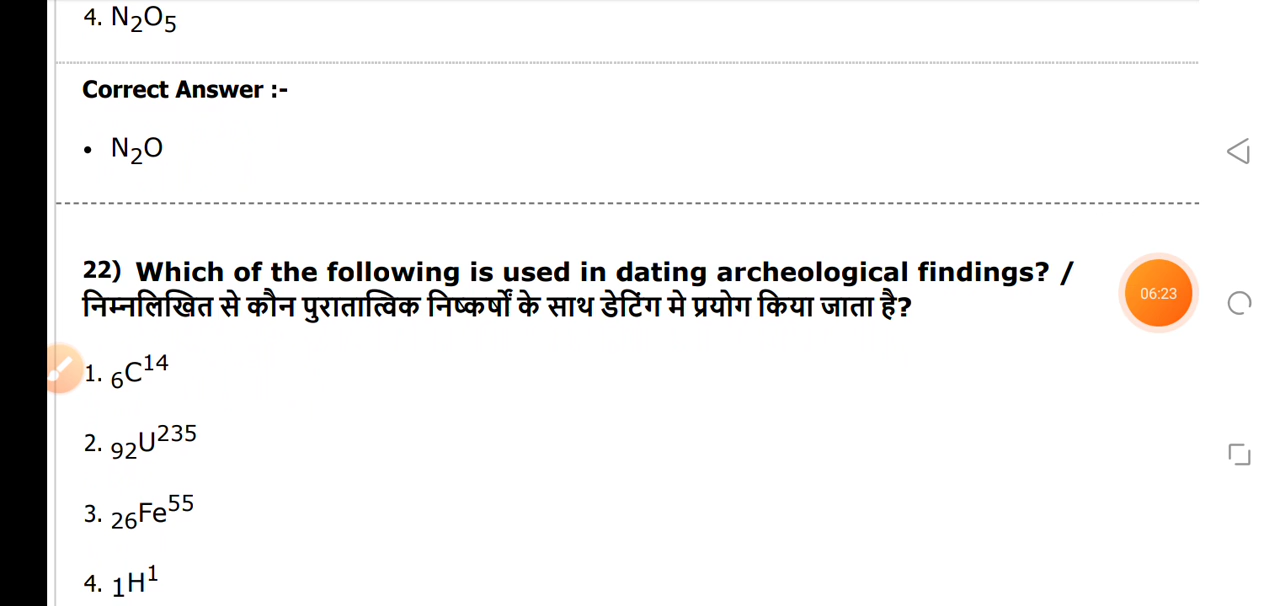 4. N₂O₅
Correct Answer :-
• N₂O
22) Which of the following is used in dating archeological findings? /
निम्नलिखित से कौन पुरातात्विक निष्कर्षों के साथ डेटिंग मे प्रयोग किया जाता है?
06:23
1. ₆C¹⁴
2. ₉₂U²³⁵
3. ₂₆Fe⁵⁵
4. ₁H¹